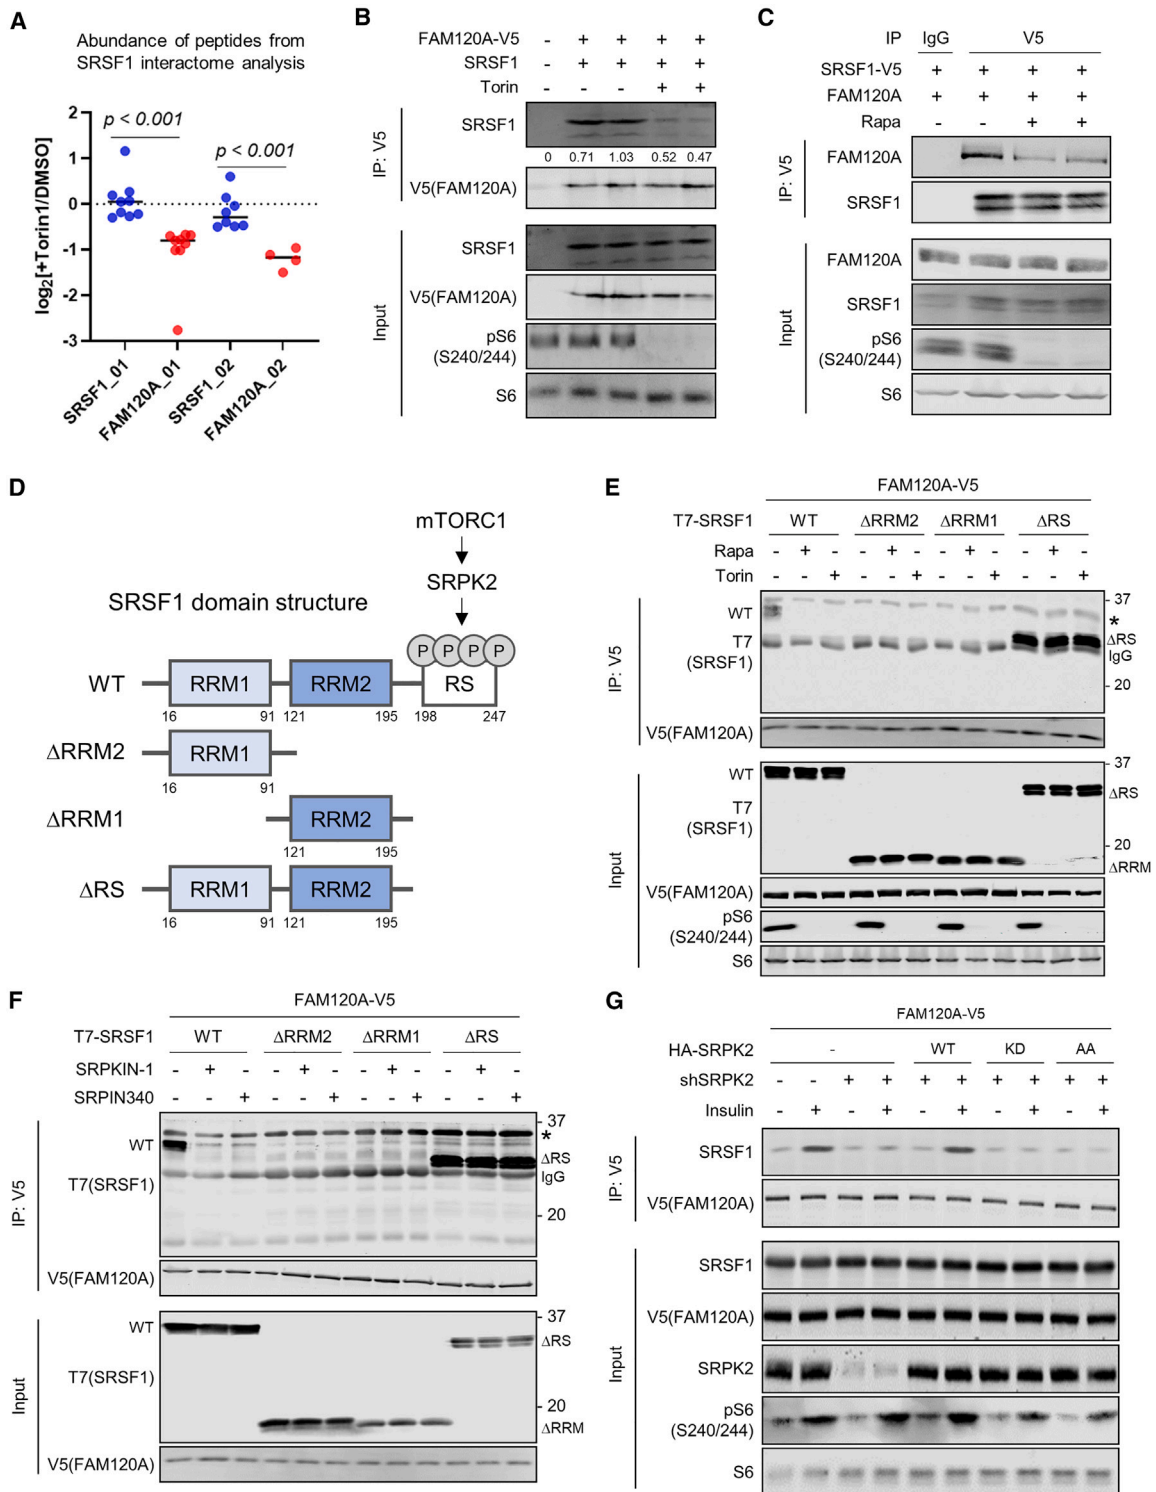 A
Abundance of peptides from
SRSF1 interactome analysis
p < 0.001
p < 0.001
log2[+Torin1/DMSO]
2
1
0
-1
-2
-3
SRSF1_01
FAM120A_01
SRSF1_02
FAM120A_02
B
FAM120A-V5 - + + + +
SRSF1 - + + + +
Torin - - - + +
IP: V5
SRSF1
0 0.71 1.03 0.52 0.47
V5(FAM120A)
Input
SRSF1
V5(FAM120A)
pS6
(S240/244)
S6
C
IP IgG V5
SRSF1-V5 + + + +
FAM120A + + + +
Rapa - - + +
IP: V5
FAM120A
SRSF1
Input
FAM120A
SRSF1
pS6
(S240/244)
S6
D
mTORC1
SRPK2
SRSF1 domain structure
P P P P
WT RRM1 RRM2 RS
16 91 121 195 198 247
ΔRRM2 RRM1
16 91
ΔRRM1 RRM2
121 195
ΔRS RRM1 RRM2
16 91 121 195
E
FAM120A-V5
T7-SRSF1 WT ΔRRM2 ΔRRM1 ΔRS
Rapa - + - - + - - + - - + -
Torin - - + - - + - - + - - +
IP: V5
WT
T7
(SRSF1)
37
*
ΔRS
IgG
20
V5(FAM120A)
Input
WT
T7
(SRSF1)
37
ΔRS
20
ΔRRM
V5(FAM120A)
pS6
(S240/244)
S6
F
FAM120A-V5
T7-SRSF1 WT ΔRRM2 ΔRRM1 ΔRS
SRPKIN-1 - + - - + - - + - - + -
SRPIN340 - - + - - + - - + - - +
IP: V5
WT
T7(SRSF1)
37
*
ΔRS
IgG
20
V5(FAM120A)
Input
WT
T7(SRSF1)
37
ΔRS
20
ΔRRM
V5(FAM120A)
G
FAM120A-V5
HA-SRPK2 - WT KD AA
shSRPK2 - - + + + + + + + +
Insulin - + - + - + - + - +
IP: V5
SRSF1
V5(FAM120A)
Input
SRSF1
V5(FAM120A)
SRPK2
pS6
(S240/244)
S6